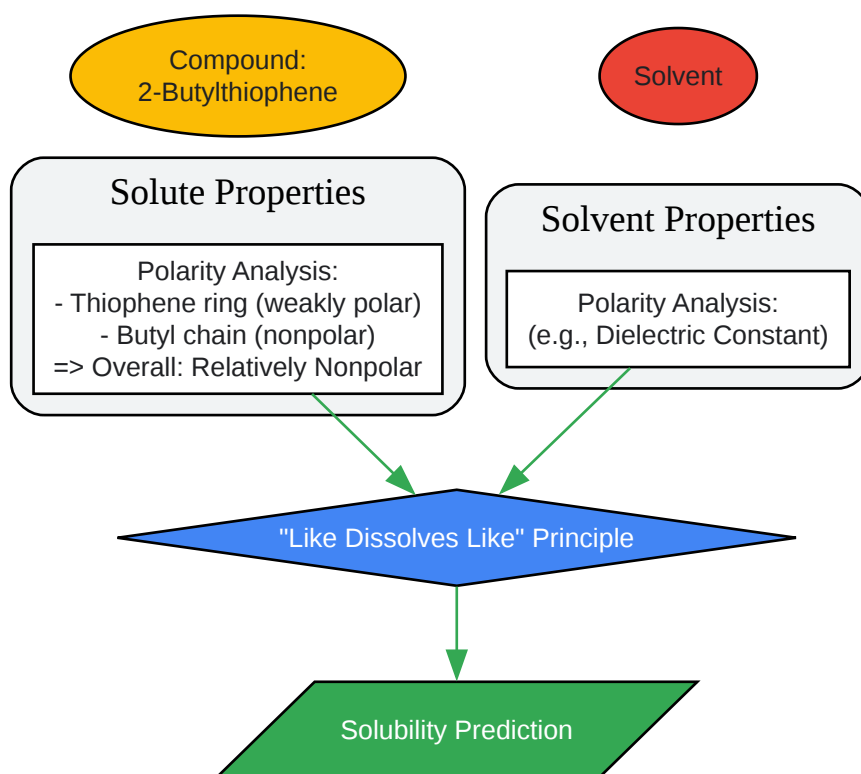 Compound:
2-Butylthiophene
Solvent
Solute Properties
Polarity Analysis:
- Thiophene ring (weakly polar)
- Butyl chain (nonpolar)
=> Overall: Relatively Nonpolar
Solvent Properties
Polarity Analysis:
(e.g., Dielectric Constant)
"Like Dissolves Like" Principle
Solubility Prediction